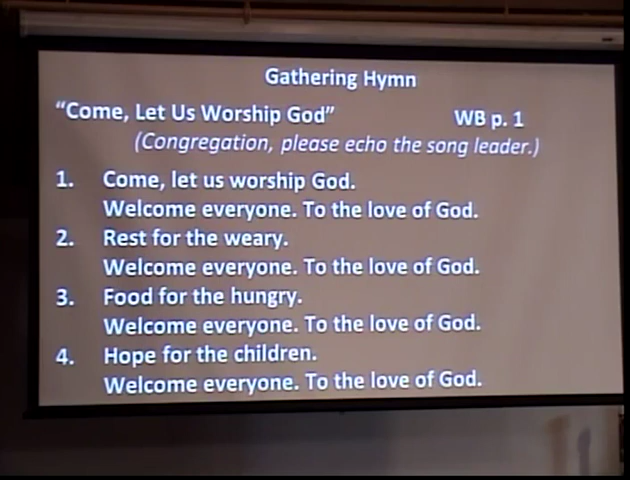 Gathering Hymn
“Come, Let Us Worship God” WB p. 1
(Congregation, please echo the song leader.)
1. Come, let us worship God.
Welcome everyone. To the love of God.
2. Rest for the weary.
Welcome everyone. To the love of God.
3. Food for the hungry.
Welcome everyone. To the love of God.
4. Hope for the children.
Welcome everyone. To the love of God.